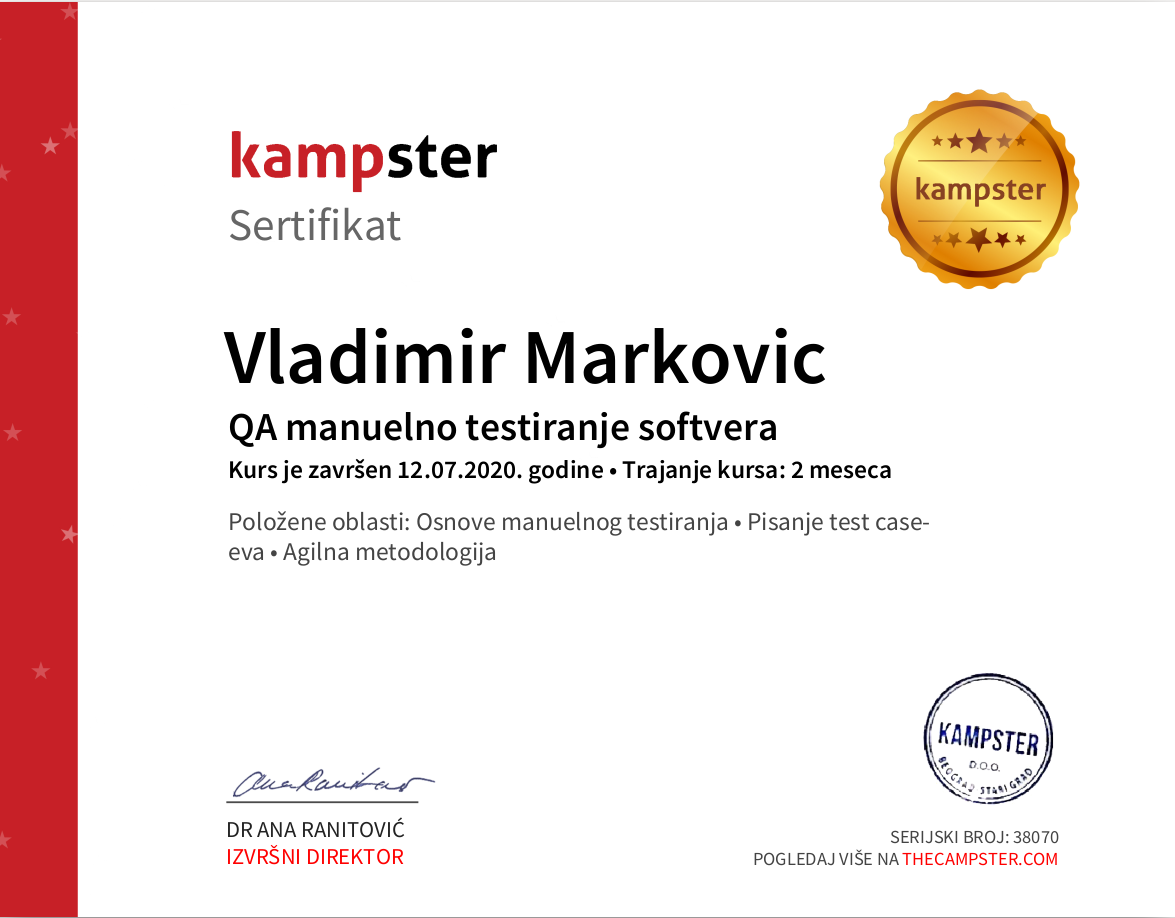 kampster
Sertifikat
kampster
Vladimir Markovic
QA manuelno testiranje softvera
Kurs je završen 12.07.2020. godine • Trajanje kursa: 2 meseca
Položene oblasti: Osnove manuelnog testiranja • Pisanje test case-
eva • Agilna metodologija
KAMPSTER
D.O.O.
BEOGRAD STARI GRAD
Ana Ranitović
DR ANA RANITOVIĆ
IZVRŠNI DIREKTOR
SERIJSKI BROJ: 38070
POGLEDAJ VIŠE NA THECAMPSTER.COM